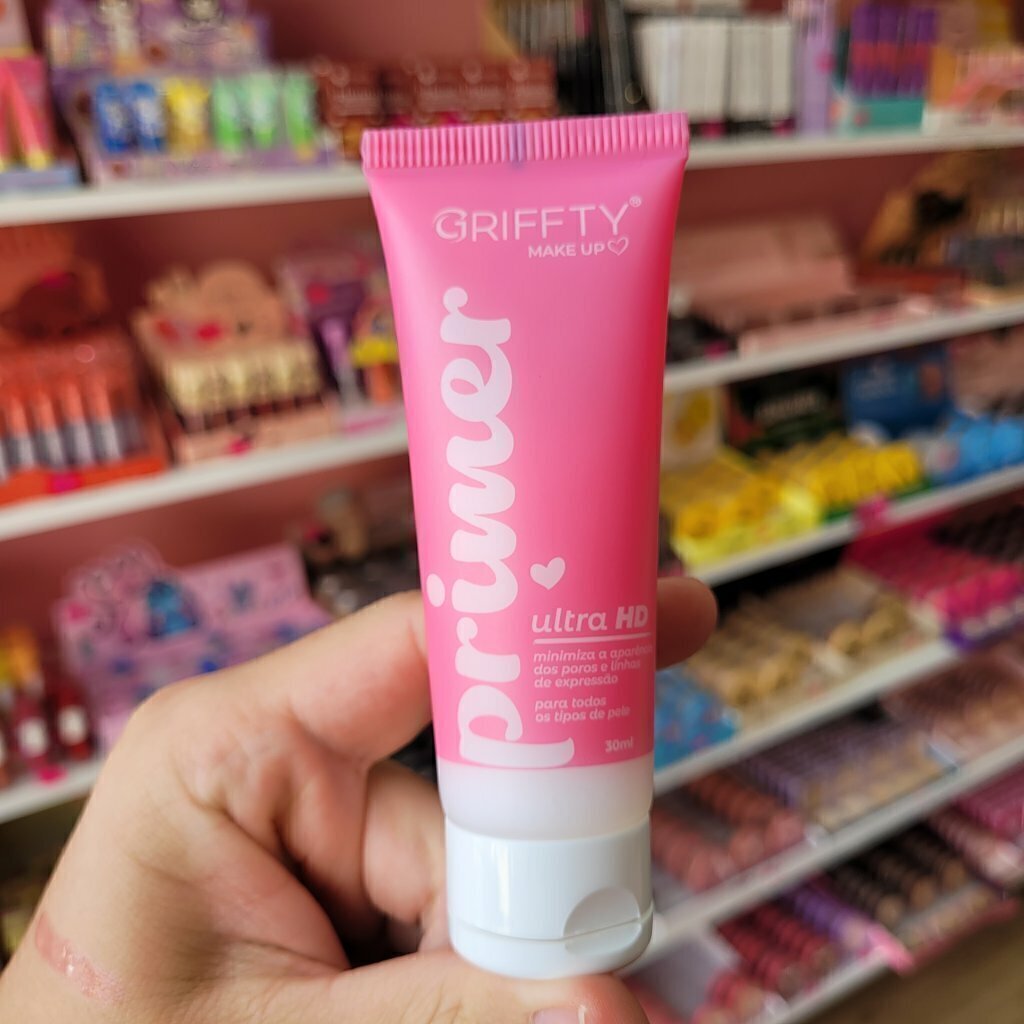 GRIFFTY®
MAKE UP
primer
ultra HD
minimiza a aparência
dos poros e linhas
de expressão
para todos
os tipos de pele
30ml